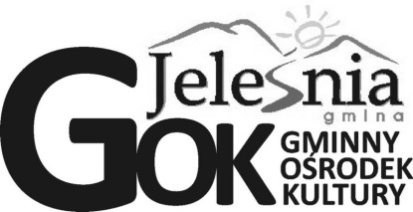 Jeleśnia
gmina
GOK
GMINNY
OŚRODEK
KULTURY